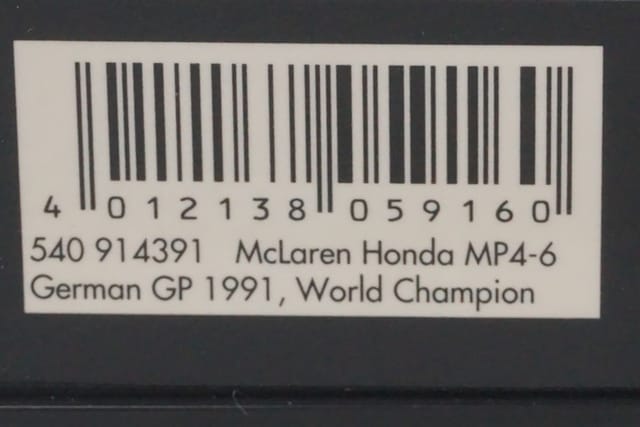 4 012138 059160
540 914391 McLaren Honda MP4-6
German GP 1991, World Champion